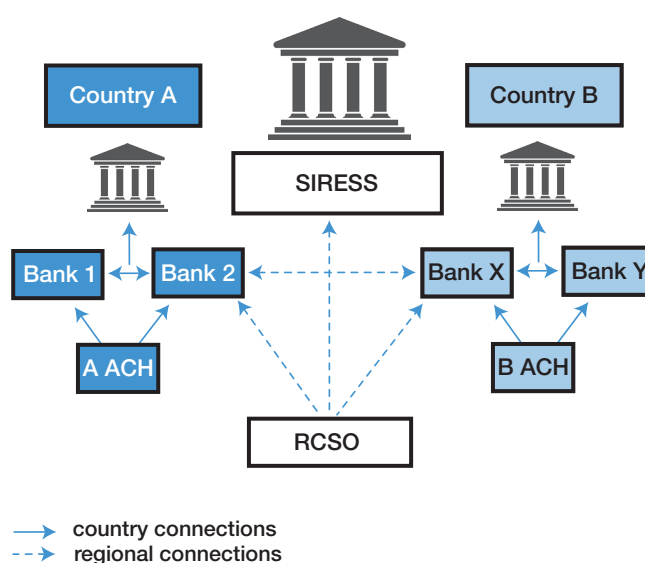 Country A
Country B
SIRESS
Bank 1
Bank 2
Bank X
Bank Y
A ACH
B ACH
RCSO
country connections
regional connections